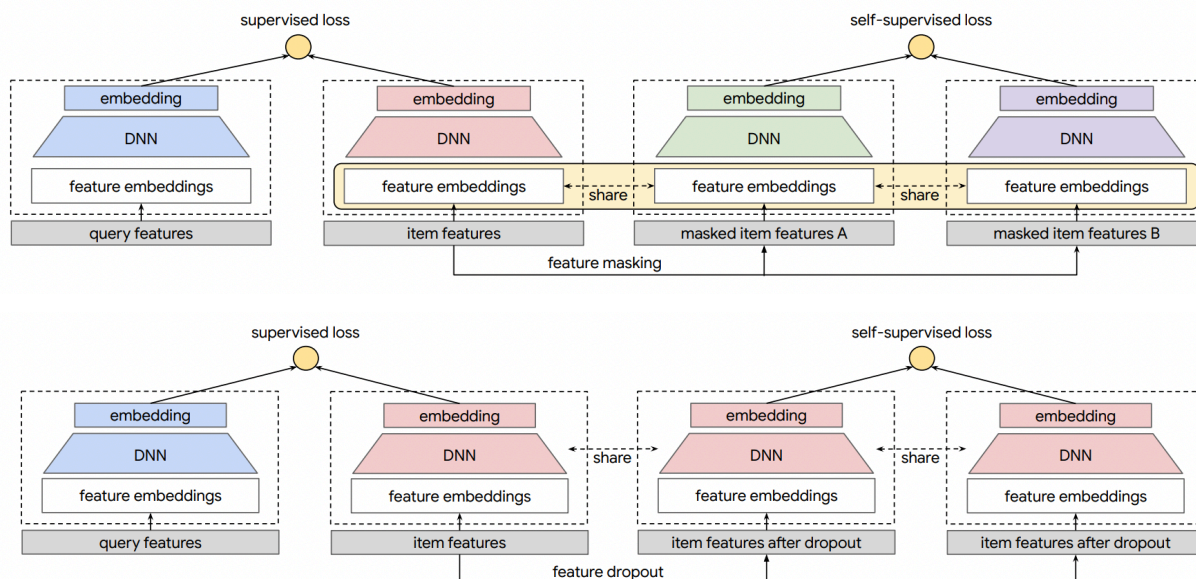 supervised loss
self-supervised loss
embedding
embedding
embedding
embedding
DNN
DNN
DNN
DNN
feature embeddings
feature embeddings
share
feature embeddings
share
feature embeddings
query features
item features
masked item features A
masked item features B
feature masking
supervised loss
self-supervised loss
embedding
embedding
embedding
embedding
DNN
DNN
share
DNN
share
DNN
feature embeddings
feature embeddings
feature embeddings
feature embeddings
query features
item features
item features after dropout
item features after dropout
feature dropout